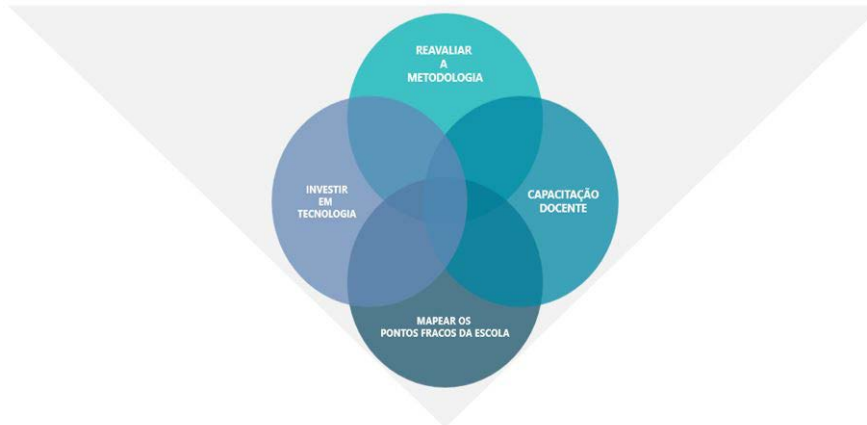 REAVALIAR
A
METODOLOGIA
INVESTIR
EM
TECNOLOGIA
CAPACITAÇÃO
DOCENTE
MAPEAR OS
PONTOS FRACOS DA ESCOLA